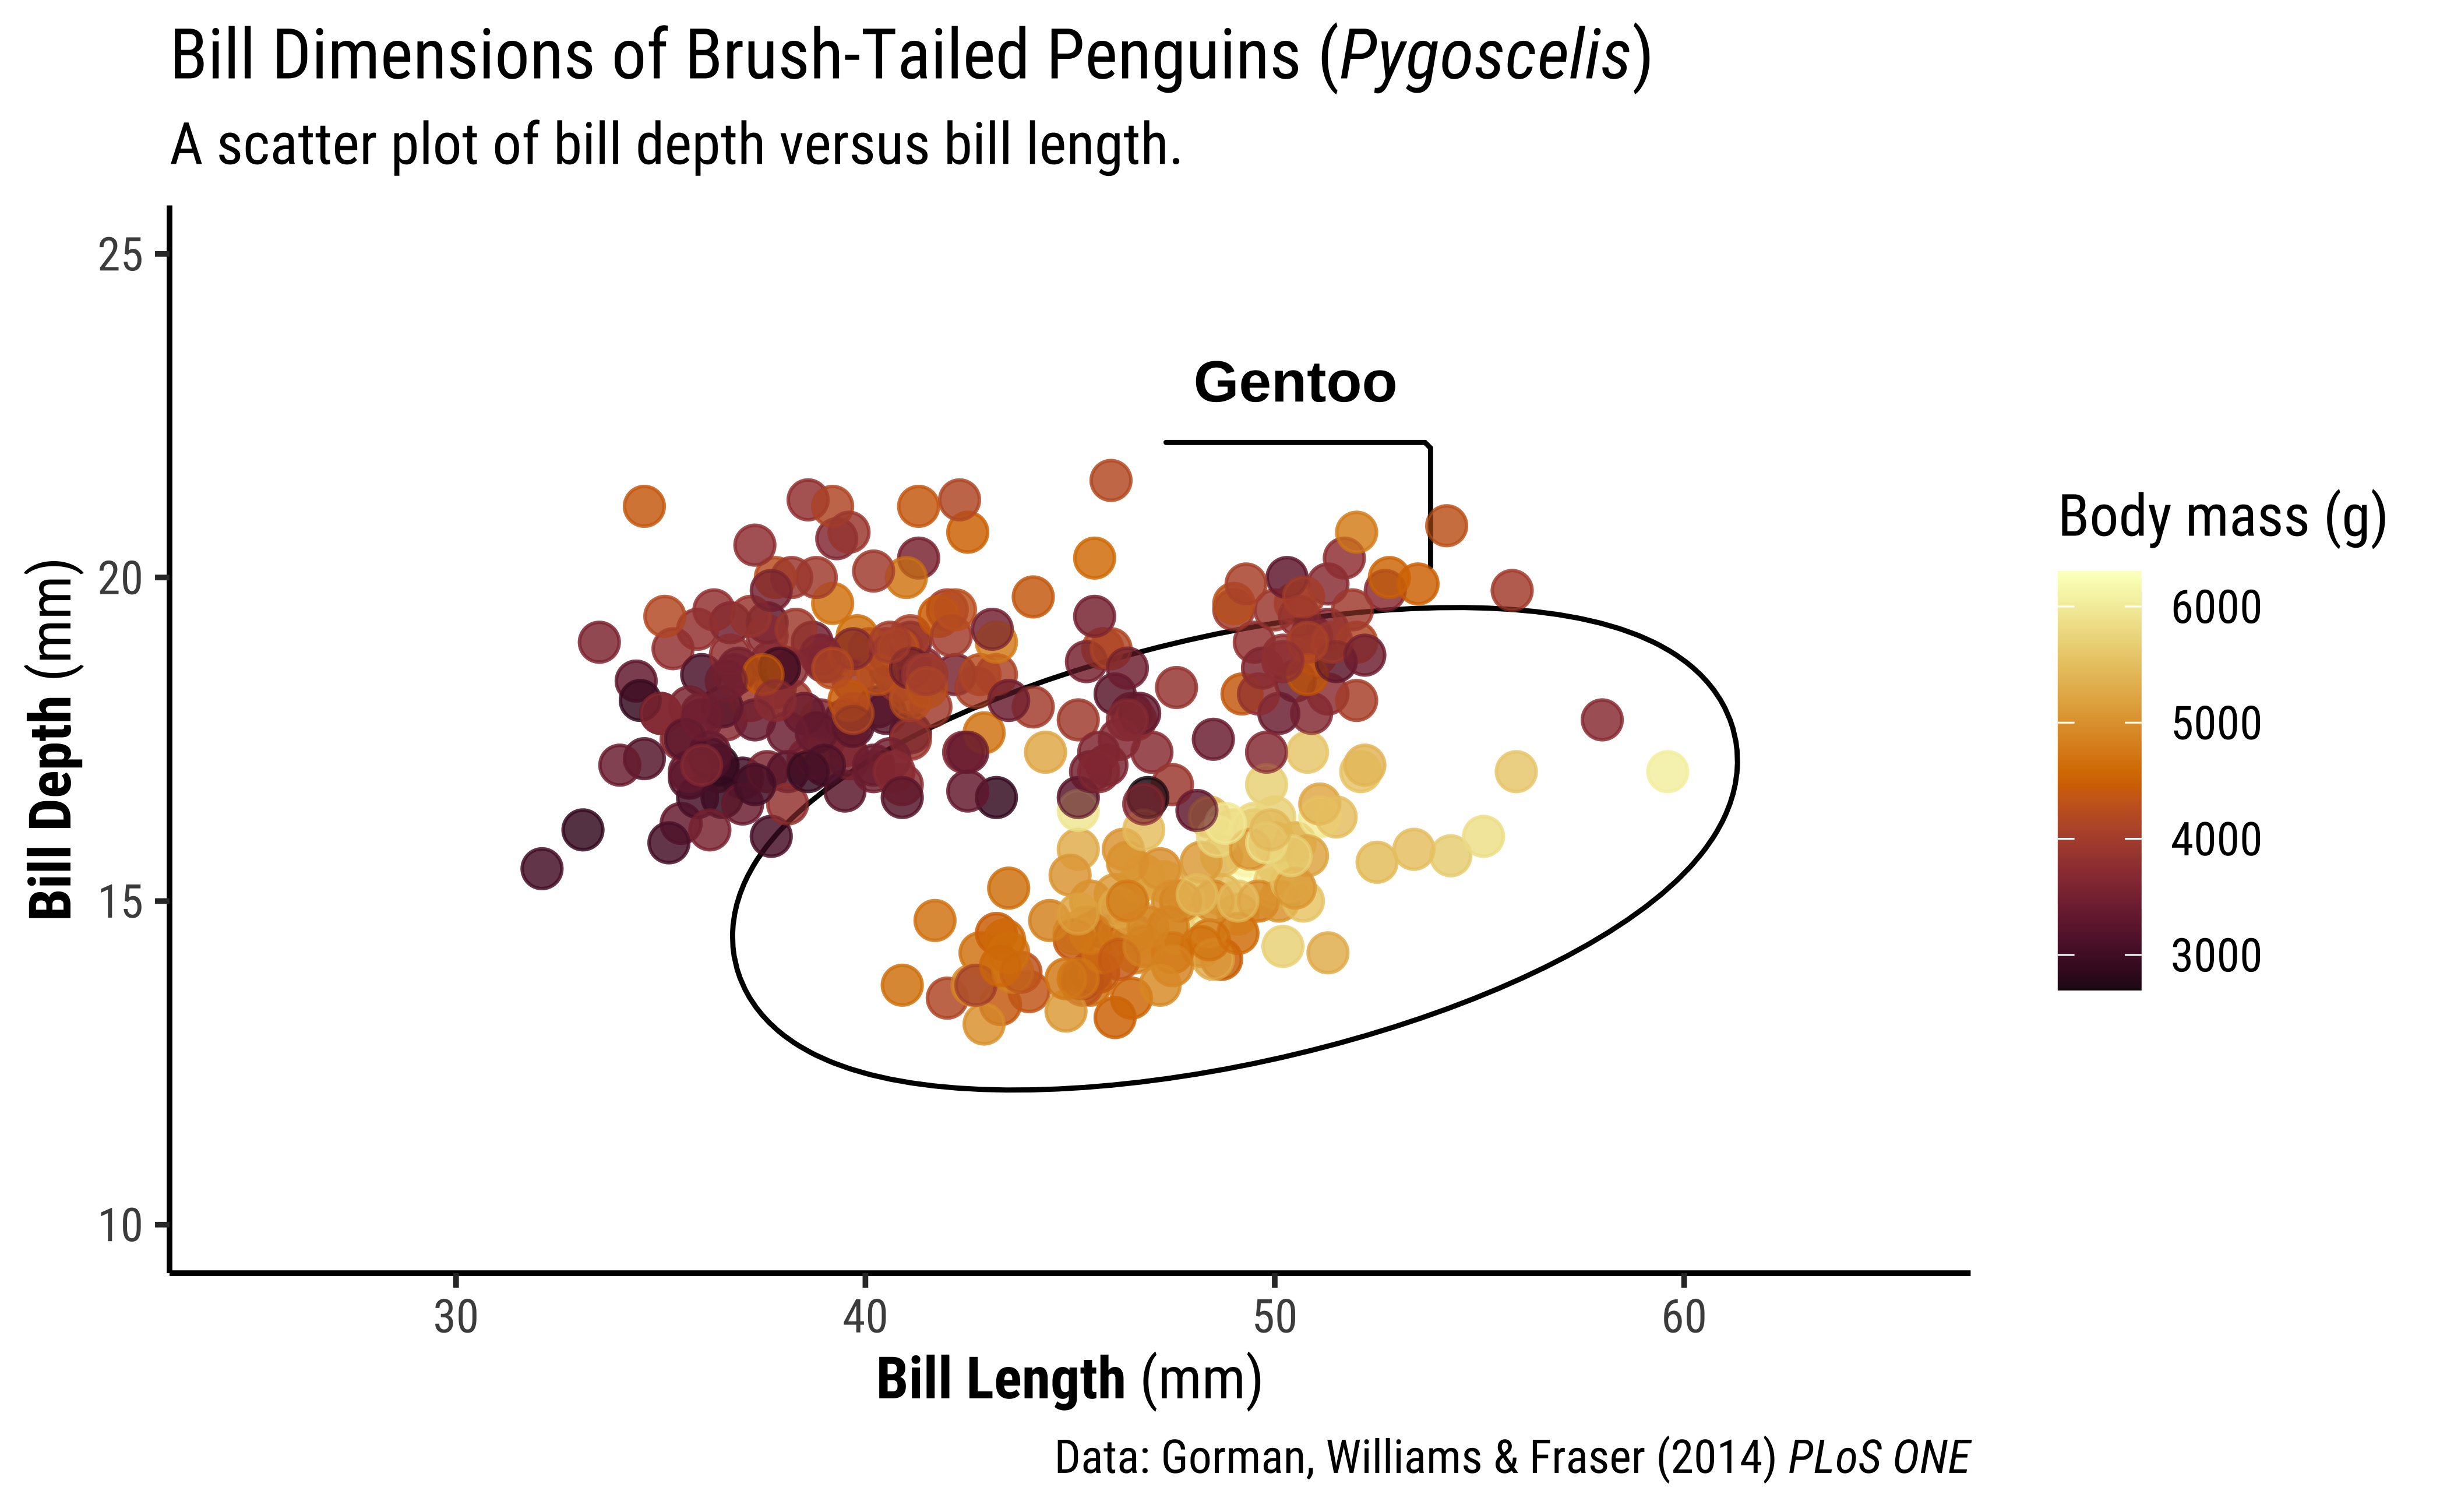 Bill Dimensions of Brush-Tailed Penguins (Pygoscelis)
A scatter plot of bill depth versus bill length.
Bill Depth (mm)
25
20
15
10
Gentoo
Body mass (g)
6000
5000
4000
3000
30 40 50 60
Bill Length (mm)
Data: Gorman, Williams & Fraser (2014) PLoS ONE